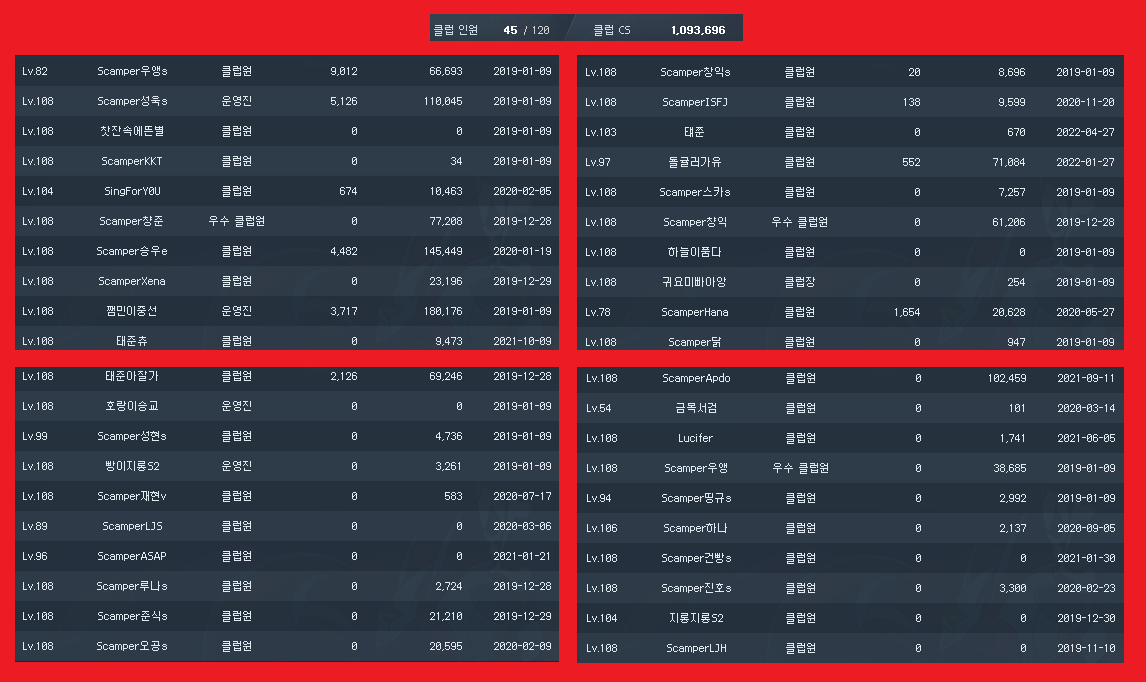 클럽 인원 45 / 120 클럽 CS 1,093,696
Lv.82 Scamper우앵s 클럽원 9,012 66,693 2019-01-09
Lv.108 Scamper성욱s 운영진 5,126 110,045 2019-01-09
Lv.108 찻잔속에뜬별 클럽원 0 0 2019-01-09
Lv.108 ScamperKKT 클럽원 0 34 2019-01-09
Lv.104 SingForY0U 클럽원 674 10,463 2020-02-05
Lv.108 Scamper챵준 우수 클럽원 0 77,208 2019-12-28
Lv.108 Scamper승우e 클럽원 4,482 145,449 2020-01-19
Lv.108 ScamperXena 클럽원 0 23,196 2019-12-29
Lv.108 쨈민이중선 운영진 3,717 180,176 2019-01-09
Lv.108 태준츄 클럽원 0 9,473 2021-10-09
Lv.108 Scamper창익s 클럽원 20 8,696 2019-01-09
Lv.108 ScamperISFJ 클럽원 138 9,599 2020-11-20
Lv.103 태준 클럽원 0 670 2022-04-27
Lv.97 돌귤러가유 클럽원 552 71,084 2022-01-27
Lv.108 Scamper스카s 클럽원 0 7,257 2019-01-09
Lv.108 Scamper챵익 우수 클럽원 0 61,206 2019-12-28
Lv.108 하늘이품다 클럽원 0 0 2019-01-09
Lv.108 귀요미빠아앙 클럽장 0 254 2019-01-09
Lv.78 ScamperHana 클럽원 1,654 20,628 2020-05-27
Lv.108 Scamper닭 클럽원 0 947 2019-01-09
Lv.108 태준아잘가 클럽원 2,126 69,246 2019-12-28
Lv.108 호랑이승교 운영진 0 0 2019-01-09
Lv.99 Scamper성현s 클럽원 0 4,736 2019-01-09
Lv.108 빵이지롱S2 운영진 0 3,261 2019-01-09
Lv.108 Scamper재현v 클럽원 0 583 2020-07-17
Lv.89 ScamperLJS 클럽원 0 0 2020-03-06
Lv.96 ScamperASAP 클럽원 0 0 2021-01-21
Lv.108 Scamper루나s 클럽원 0 2,724 2019-12-28
Lv.108 Scamper준식s 클럽원 0 21,210 2019-12-29
Lv.108 Scamper오공s 클럽원 0 20,595 2020-02-09
Lv.108 ScamperApdo 클럽원 0 102,459 2021-09-11
Lv.54 금목서검 클럽원 0 101 2020-03-14
Lv.108 Lucifer 클럽원 0 1,741 2021-06-05
Lv.108 Scamper우앵 우수 클럽원 0 38,685 2019-01-09
Lv.94 Scamper띵규s 클럽원 0 2,992 2019-01-09
Lv.106 Scamper하나 클럽원 0 2,137 2020-09-05
Lv.108 Scamper건빵s 클럽원 0 0 2021-01-30
Lv.108 Scamper진호s 클럽원 0 3,300 2020-02-23
Lv.104 지롱지롱S2 클럽원 0 0 2019-12-30
Lv.108 ScamperLJH 클럽원 0 0 2019-11-10